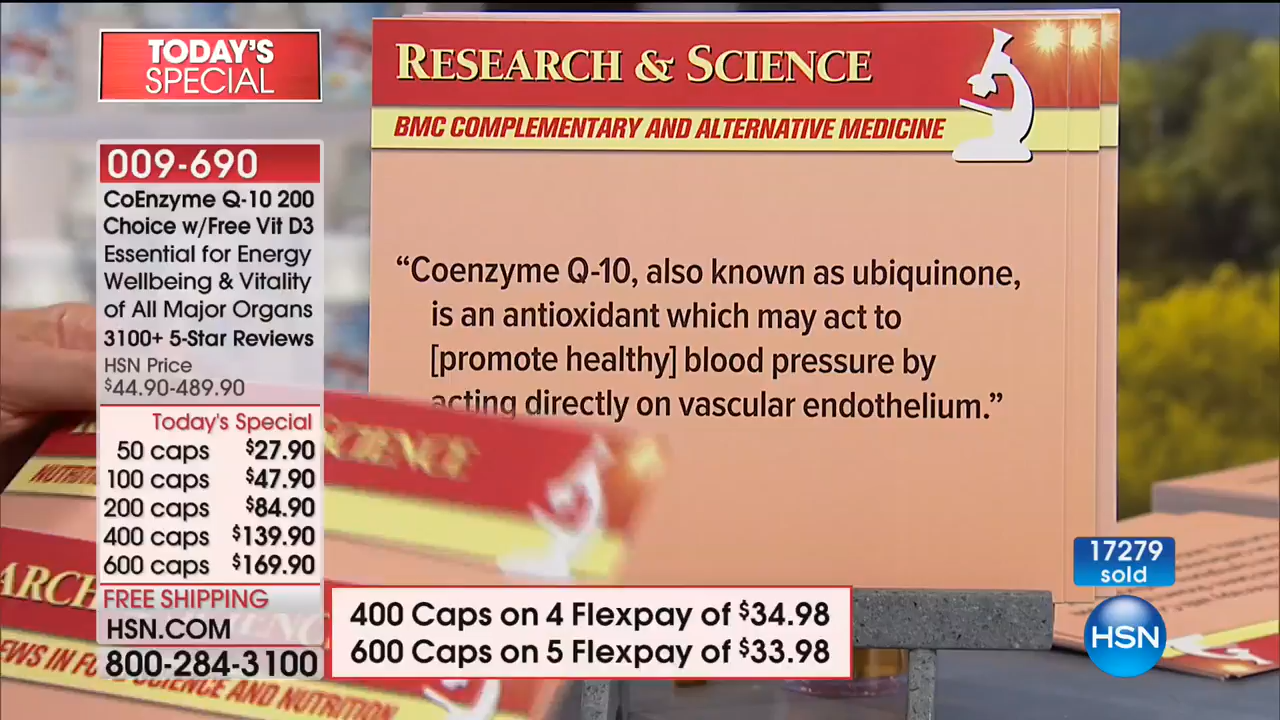 TODAY'S
SPECIAL
009-690
CoEnzyme Q-10 200
Choice w/Free Vit D3
Essential for Energy
Wellbeing & Vitality
of All Major Organs
3100+ 5-Star Reviews
HSN Price
$44.90-489.90
Today's Special
50 caps $27.90
100 caps $47.90
200 caps $84.90
400 caps $139.90
600 caps $169.90
FREE SHIPPING
HSN.COM
800-284-3100
RESEARCH & SCIENCE
BMC COMPLEMENTARY AND ALTERNATIVE MEDICINE
“Coenzyme Q-10, also known as ubiquinone,
is an antioxidant which may act to
[promote healthy] blood pressure by
acting directly on vascular endothelium.”
SCIENCE
SCIENCE AND NUTRITION
400 Caps on 4 Flexpay of $34.98
600 Caps on 5 Flexpay of $33.98
17279
sold
HSN